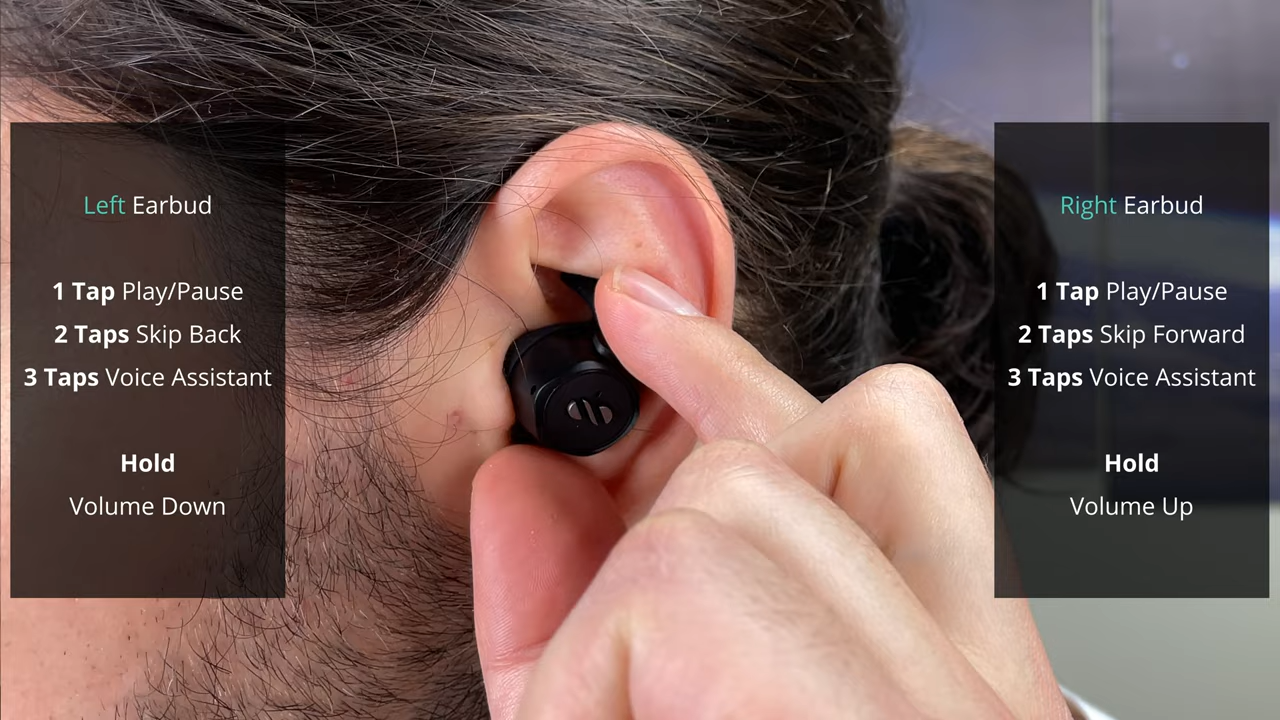 Left Earbud
1 Tap Play/Pause
2 Taps Skip Back
3 Taps Voice Assistant
Hold
Volume Down
Right Earbud
1 Tap Play/Pause
2 Taps Skip Forward
3 Taps Voice Assistant
Hold
Volume Up